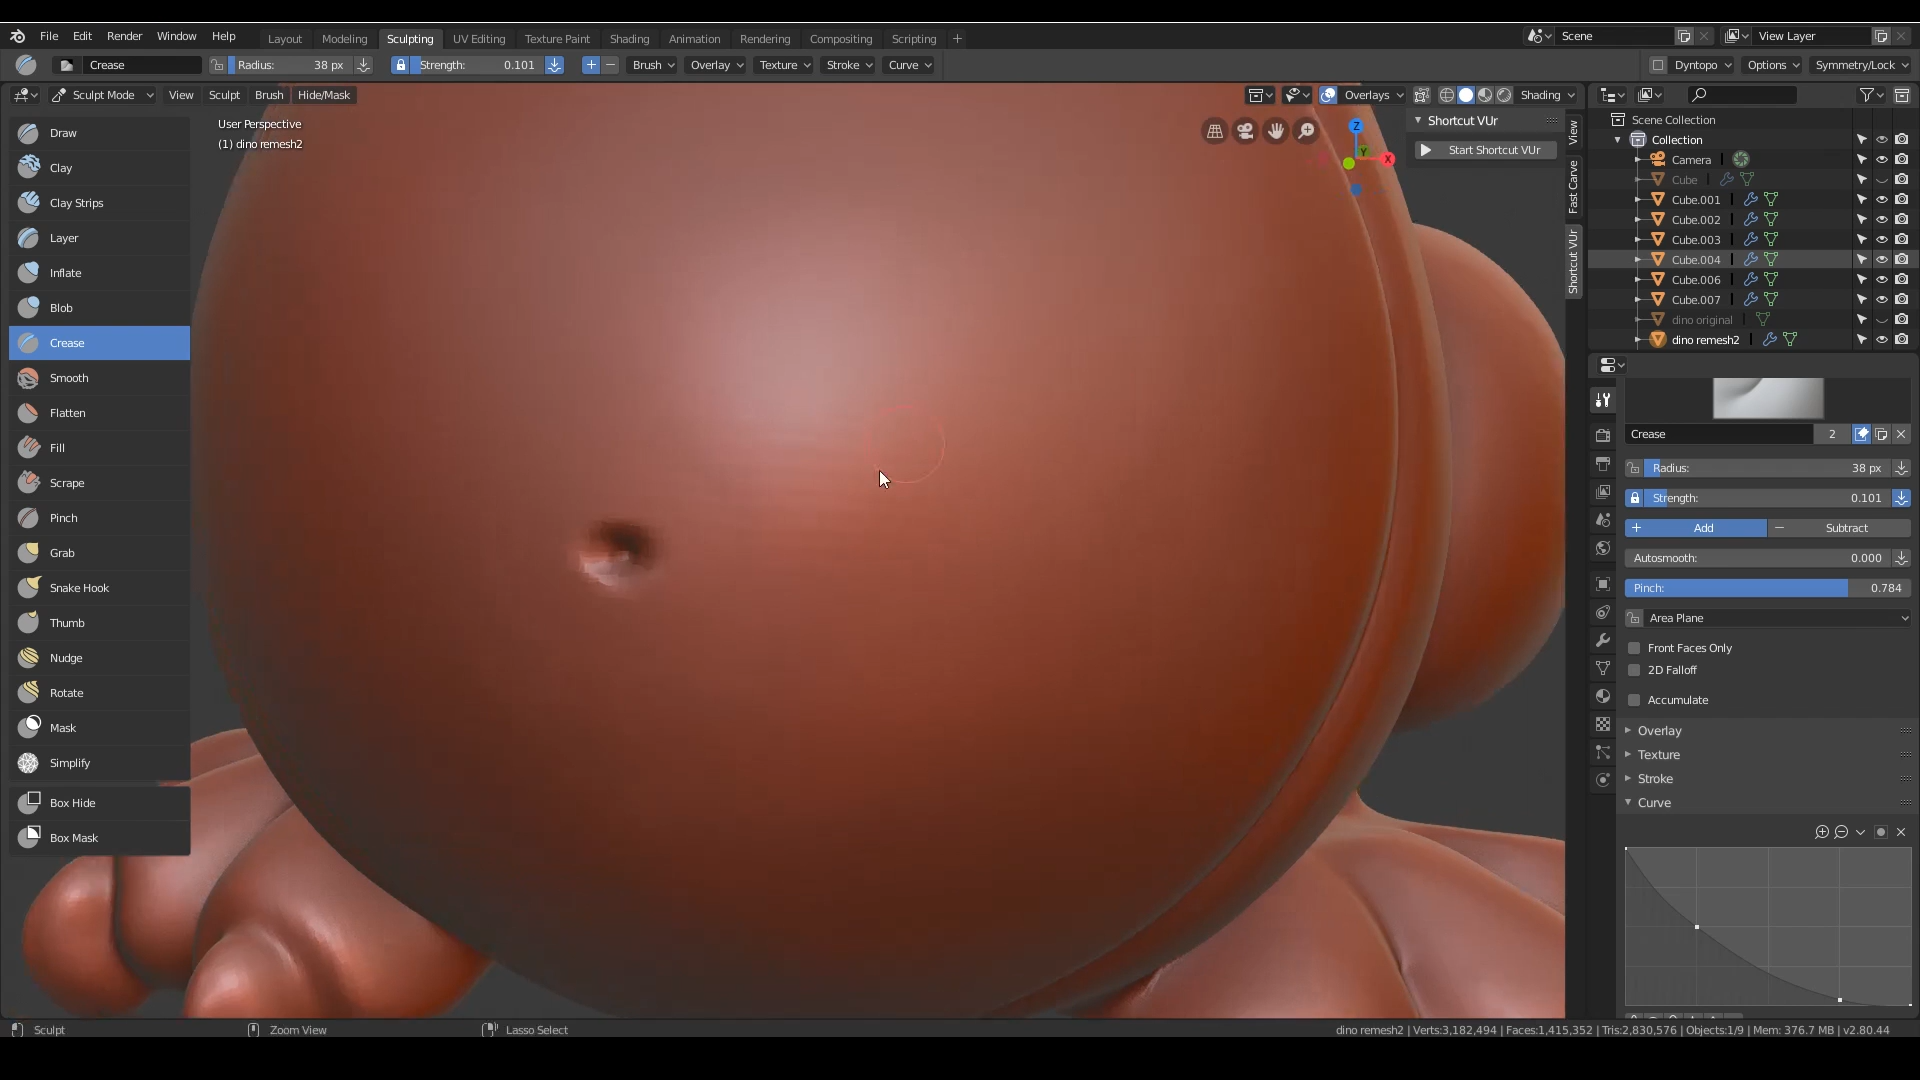 File Edit Render Window Help Layout Modeling Sculpting UV Editing Texture Paint Shading Animation Rendering Compositing Scripting + Scene View Layer
Crease Radius: 38 px Strength: 0.101 + − Brush Overlay Texture Stroke Curve Dyntopo Options Symmetry/Lock
Sculpt Mode View Sculpt Brush Hide/Mask Overlays Shading
User Perspective
(1) dino remesh2
Draw
Clay
Clay Strips
Layer
Inflate
Blob
Crease
Smooth
Flatten
Fill
Scrape
Pinch
Grab
Snake Hook
Thumb
Nudge
Rotate
Mask
Simplify
Box Hide
Box Mask
Z
Y
X
Shortcut VUr
Start Shortcut VUr
View
Fast Carve
Shortcut VUr
Scene Collection
Collection
Camera
Cube
Cube.001
Cube.002
Cube.003
Cube.004
Cube.006
Cube.007
dino original
dino remesh2
Crease 2
Radius: 38 px
Strength: 0.101
+ Add − Subtract
Autosmooth: 0.000
Pinch: 0.784
Area Plane
Front Faces Only
2D Falloff
Accumulate
Overlay
Texture
Stroke
Curve
Sculpt Zoom View Lasso Select dino remesh2 | Verts:3,182,494 | Faces:1,415,352 | Tris:2,830,576 | Objects:1/9 | Mem: 376.7 MB | v2.80.44